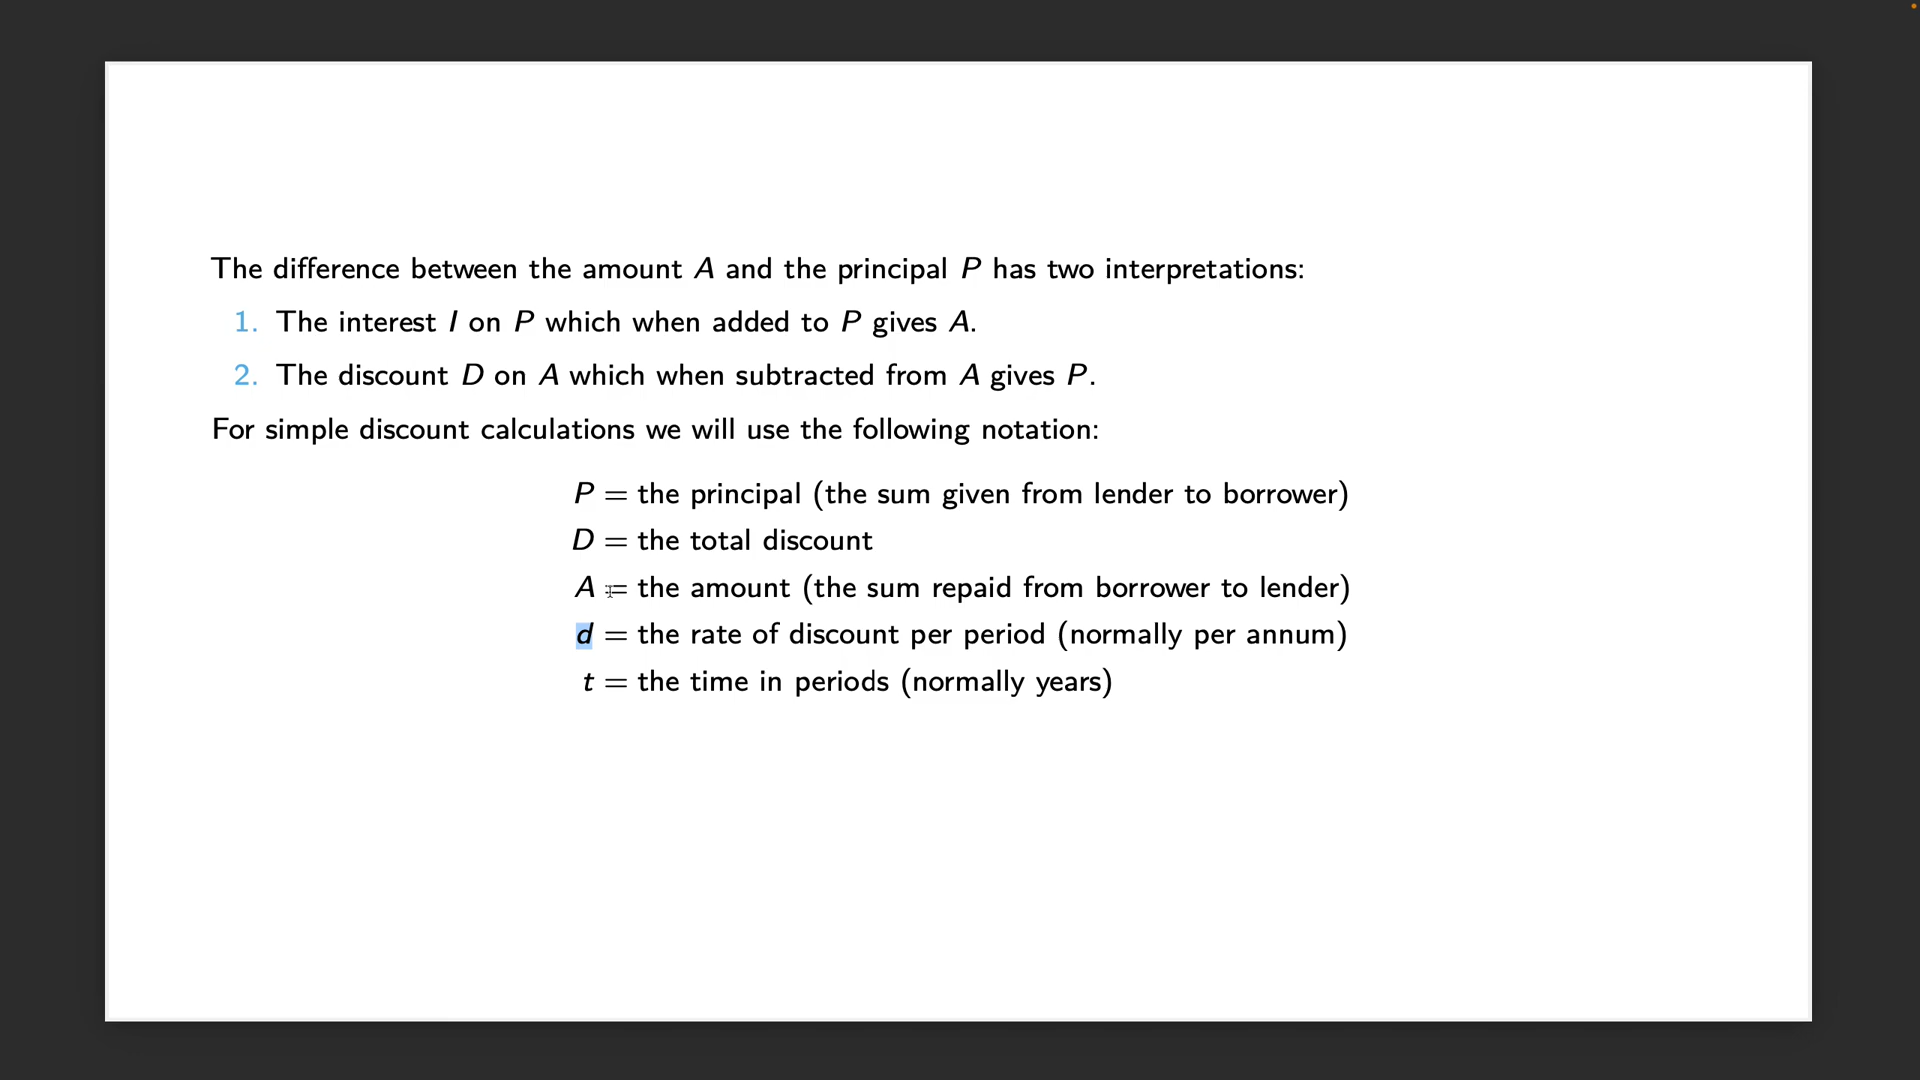 The difference between the amount A and the principal P has two interpretations:
1. The interest I on P which when added to P gives A.
2. The discount D on A which when subtracted from A gives P.
For simple discount calculations we will use the following notation:
P = the principal (the sum given from lender to borrower)
D = the total discount
A = the amount (the sum repaid from borrower to lender)
d = the rate of discount per period (normally per annum)
t = the time in periods (normally years)